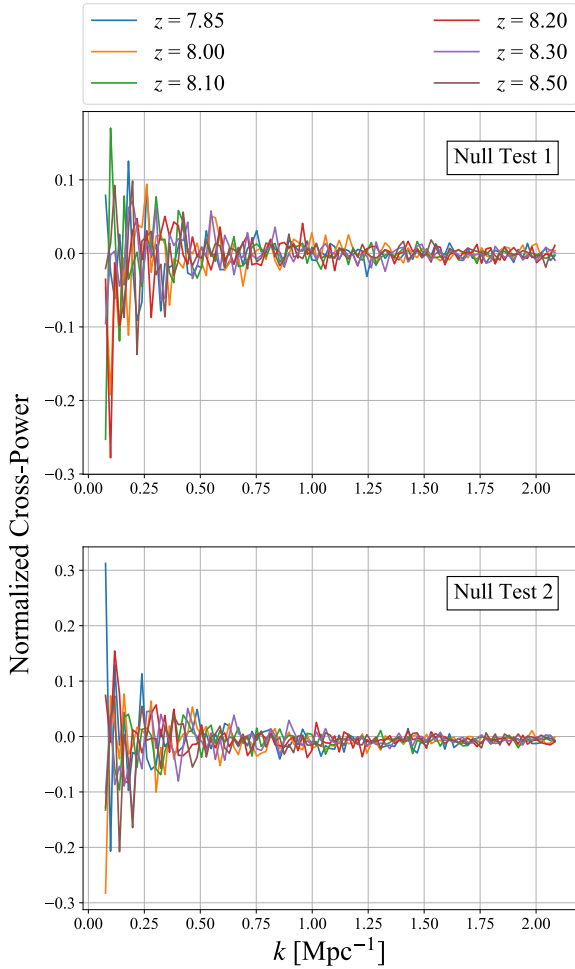 z = 7.85
z = 8.00
z = 8.10
z = 8.20
z = 8.30
z = 8.50
Null Test 1
0.1
0.0
−0.1
−0.2
−0.3
0.00 0.25 0.50 0.75 1.00 1.25 1.50 1.75 2.00
Normalized Cross-Power
Null Test 2
0.3
0.2
0.1
0.0
−0.1
−0.2
−0.3
0.00 0.25 0.50 0.75 1.00 1.25 1.50 1.75 2.00
k [Mpc⁻¹]